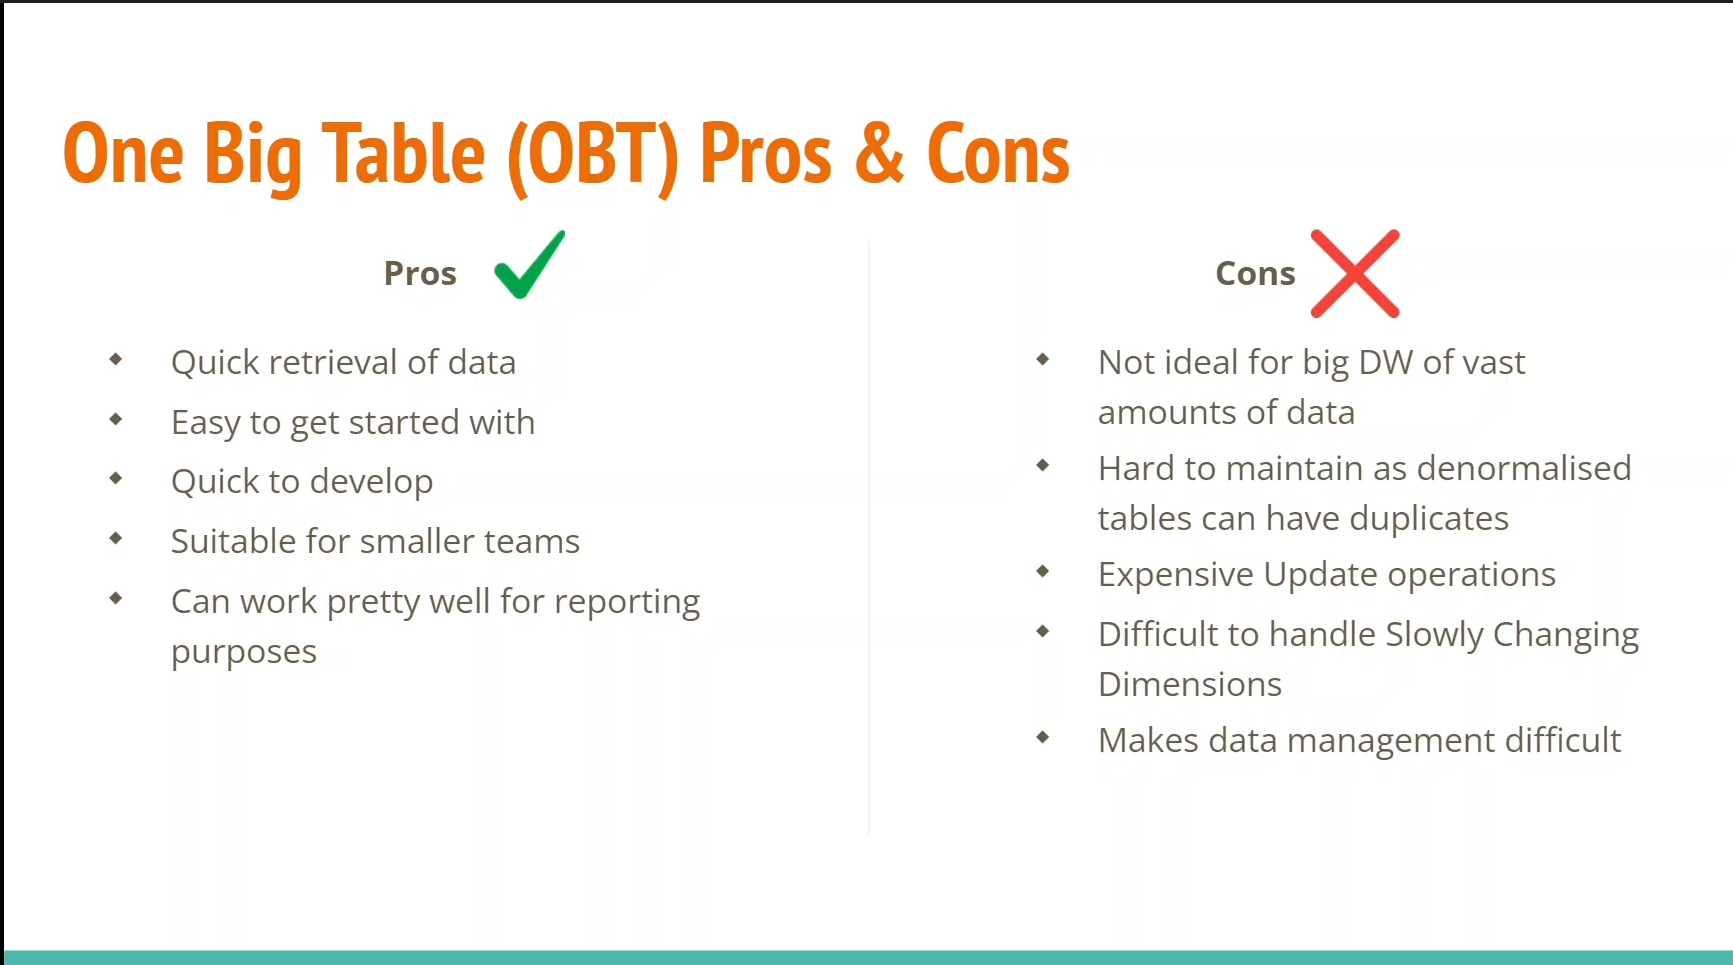 One Big Table (OBT) Pros & Cons
Pros
Quick retrieval of data
Easy to get started with
Quick to develop
Suitable for smaller teams
Can work pretty well for reporting
purposes
Cons
Not ideal for big DW of vast
amounts of data
Hard to maintain as denormalised
tables can have duplicates
Expensive Update operations
Difficult to handle Slowly Changing
Dimensions
Makes data management difficult